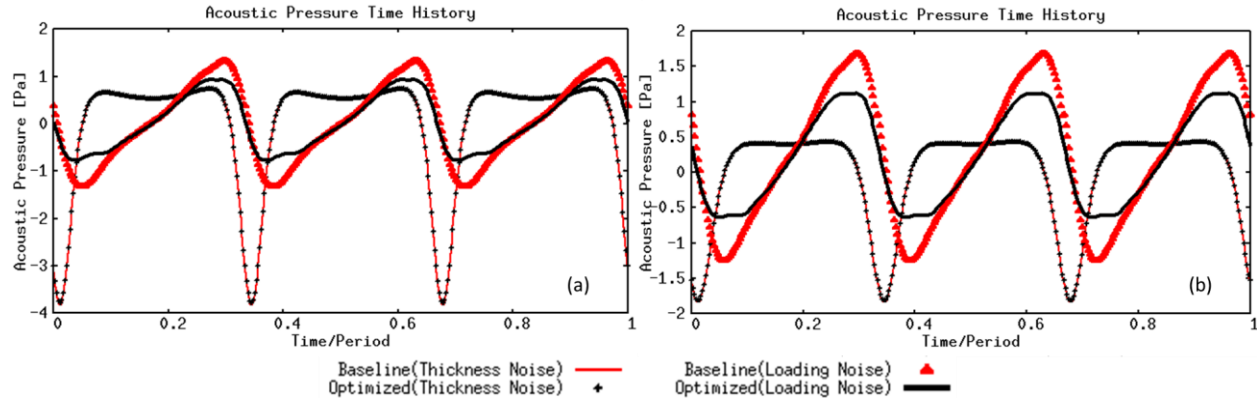 Acoustic Pressure Time History
Acoustic Pressure [Pa]
2
1
0
-1
-2
-3
-4
0
0.2
0.4
0.6
0.8
1
Time/Period
(a)
Acoustic Pressure Time History
Acoustic Pressure [Pa]
2
1.5
1
0.5
0
-0.5
-1
-1.5
-2
0
0.2
0.4
0.6
0.8
1
Time/Period
(b)
Baseline(Thickness Noise)
Optimized(Thickness Noise)
Baseline(Loading Noise)
Optimized(Loading Noise)